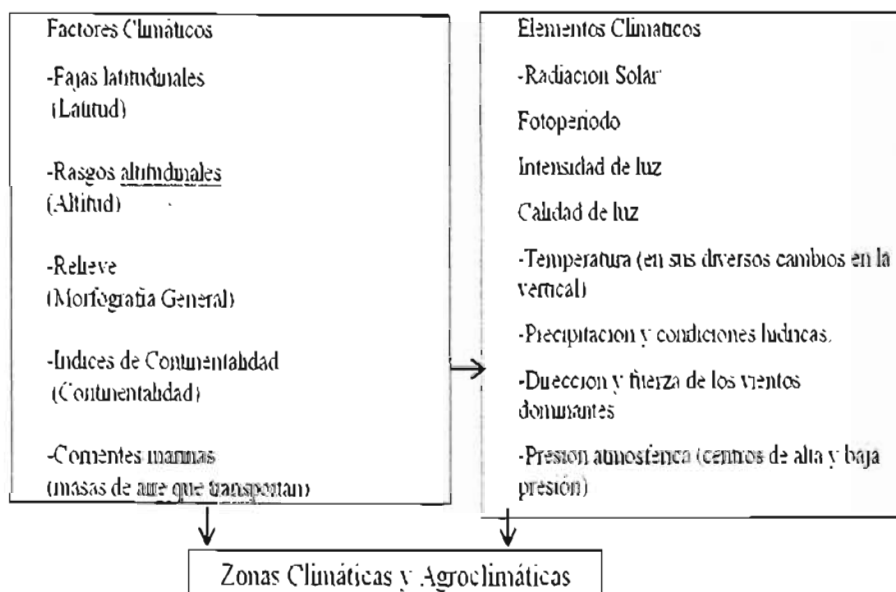 Factores Climáticos
-Fajas latitudinales
(Latitud)
-Rasgos altitudinales
(Altitud)
-Relieve
(Morfografia General)
-Indices de Continentalidad
(Continentalidad)
-Corrientes marinas
(masas de aire que transportan)
Elementos Climaticos
-Radiacion Solar
Fotoperiodo
Intensidad de luz
Calidad de luz
-Temperatura (en sus diversos cambios en la
vertical)
-Precipitacion y condiciones hidricas.
-Direccion y fuerza de los vientos
dominantes
-Presion atmosferica (centros de alta y baja
presión)
Zonas Climáticas y Agroclimáticas